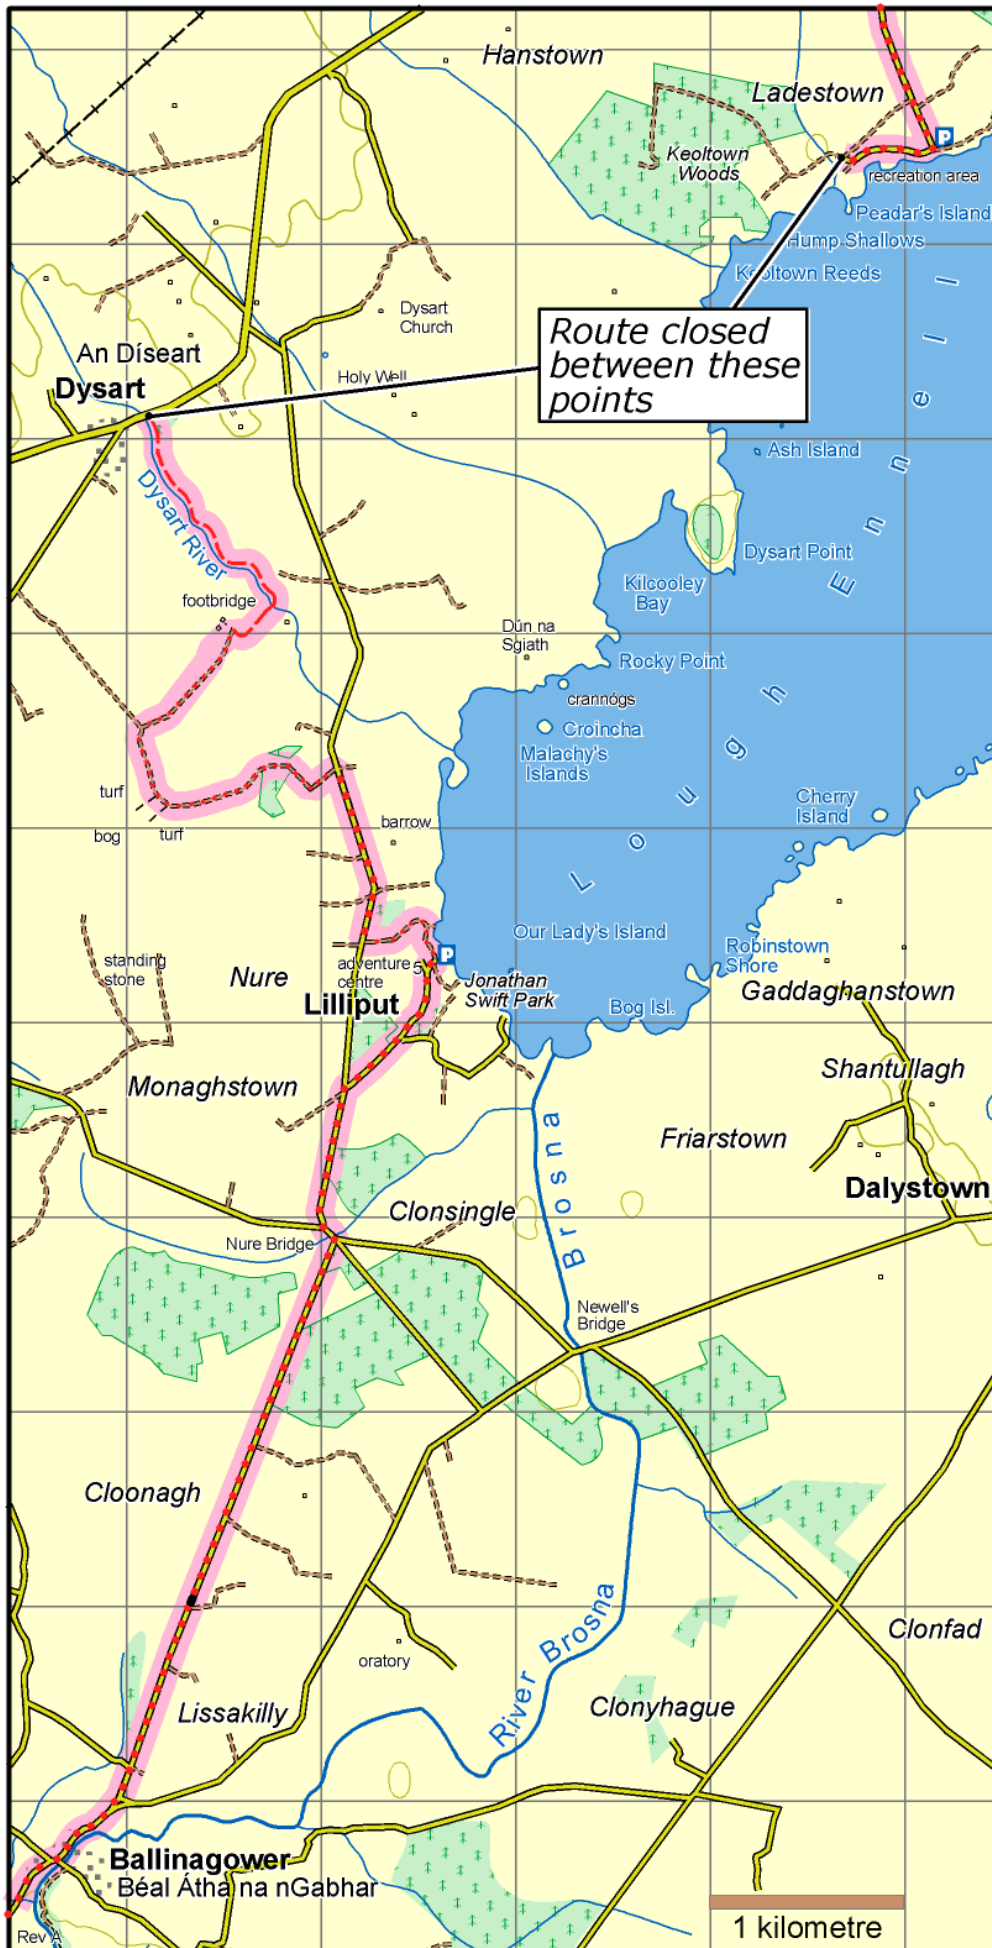 Hanstown
Ladestown
P
Keoltown
Woods
recreation area
Peadar's Island
Hump Shallows
Keoltown Reeds
Dysart
Church
An Díseart
Dysart
Holy Well
Route closed
between these
points
Ash Island
Dysart River
Dysart Point
Kilcooley
Bay
footbridge
Dún na
Sgiath
Rocky Point
crannógs
Croincha
Malachy's
Islands
Lough Ennell
turf
bog
turf
Cherry
Island
barrow
Our Lady's Island
Robinstown
Shore
standing
stone
Nure
adventure
centre
5
P
Lilliput
Jonathan
Swift Park
Bog Isl.
Gaddaghanstown
Monaghstown
Shantullagh
Friarstown
Brosna
Dalystown
Clonsingle
Nure Bridge
Newell's
Bridge
Cloonagh
River Brosna
Clonfad
oratory
Lissakilly
Clonyhague
Ballinagower
Béal Átha na nGabhar
1 kilometre
Rev A